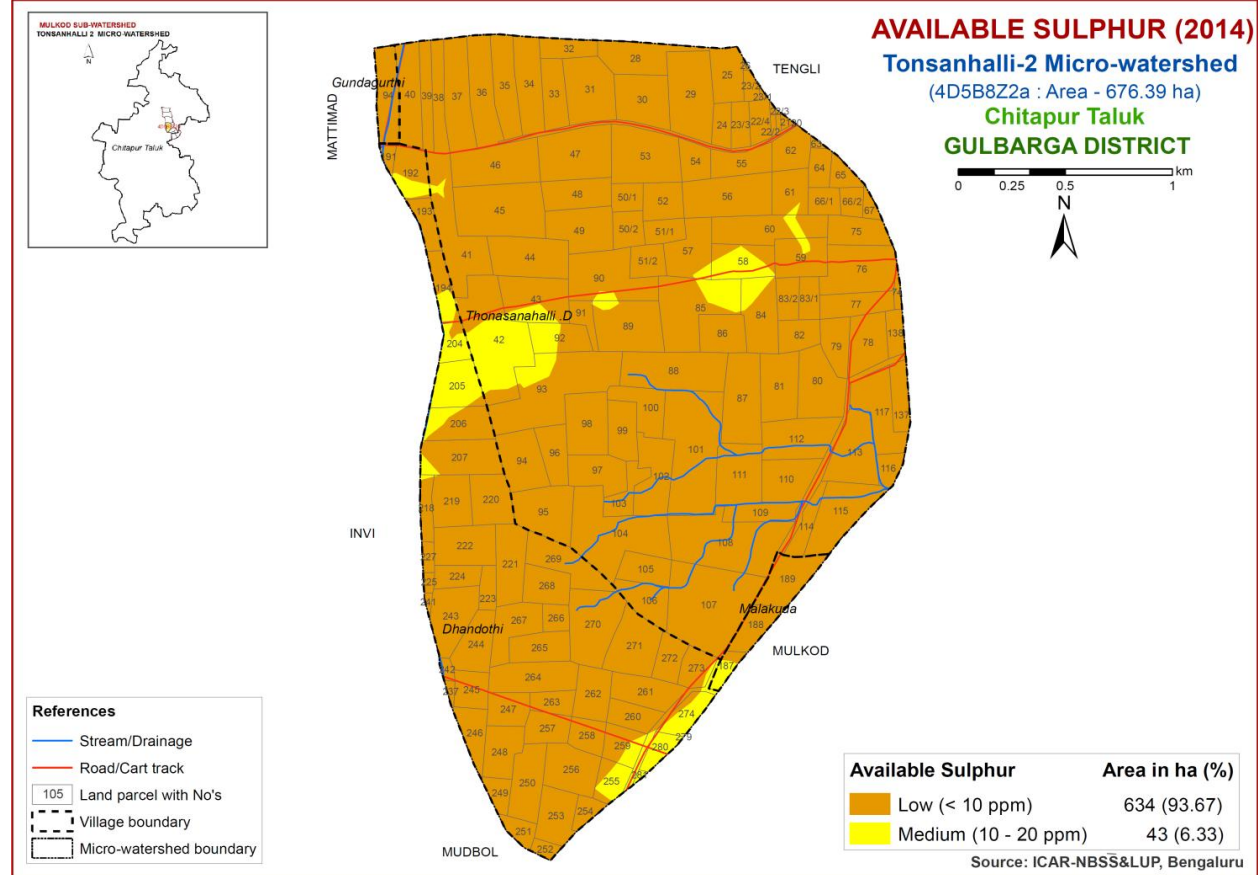 MULKOD SUB-WATERSHED
TONSANHALLI 2 MICRO-WATERSHED
N
Chitapur Taluk
AVAILABLE SULPHUR (2014)
Tonsanhalli-2 Micro-watershed
(4D5B8Z2a : Area - 676.39 ha)
Chitapur Taluk
GULBARGA DISTRICT
0 0.25 0.5 1 km
N
TENGLI
MATTIMAD
Gundagurthi
32
28
25
94 40 39 38 37 36 35 34 33 31 30 29
24 23/3 22/4
22/2
191
192
46 47 53 54 55 62
64 65
193
45 48 50/1 52 56 61 66/1 66/2 67
49 50/2 51/1 60 75
41 44 51/2 57 58 59 76
90
194 43 85 83/2 83/1 77
Thonasanahalli .D
91 89 86 84 82 79 78 138
204 42 92
205 93 88 87 81 80
206 98 99 100 117 137
207 94 96 97 101 112 113
102 111 110 116
218 219 220 95 103 109 115
104 114
INVI
222 221 269 108
227
225 224 105 189
241 223 268 106 107
243 267 266 270 Malakuda
188
Dhandothi
244 265 271 MULKOD
242 264 272 273 187
237 245 262 261
247 263 260 274
246 257 258 259 280 279
248 256 255
249 250 253 254
251
252
MUDBOL
References
Stream/Drainage
Road/Cart track
105 Land parcel with No's
Village boundary
Micro-watershed boundary
Available Sulphur Area in ha (%)
Low (< 10 ppm) 634 (93.67)
Medium (10 - 20 ppm) 43 (6.33)
Source: ICAR-NBSS&LUP, Bengaluru